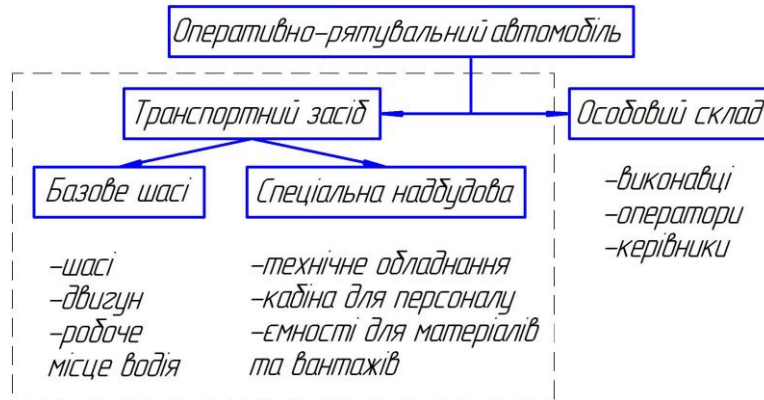 Оперативно-рятувальний автомобіль
Транспортний засіб
Особовий склад
Базове шасі
Спеціальна надбудова
-виконавці
-оператори
-керівники
-шасі
-двигун
-робоче
місце водія
-технічне обладнання
-кабіна для персоналу
-ємності для матеріалів
та вантажів